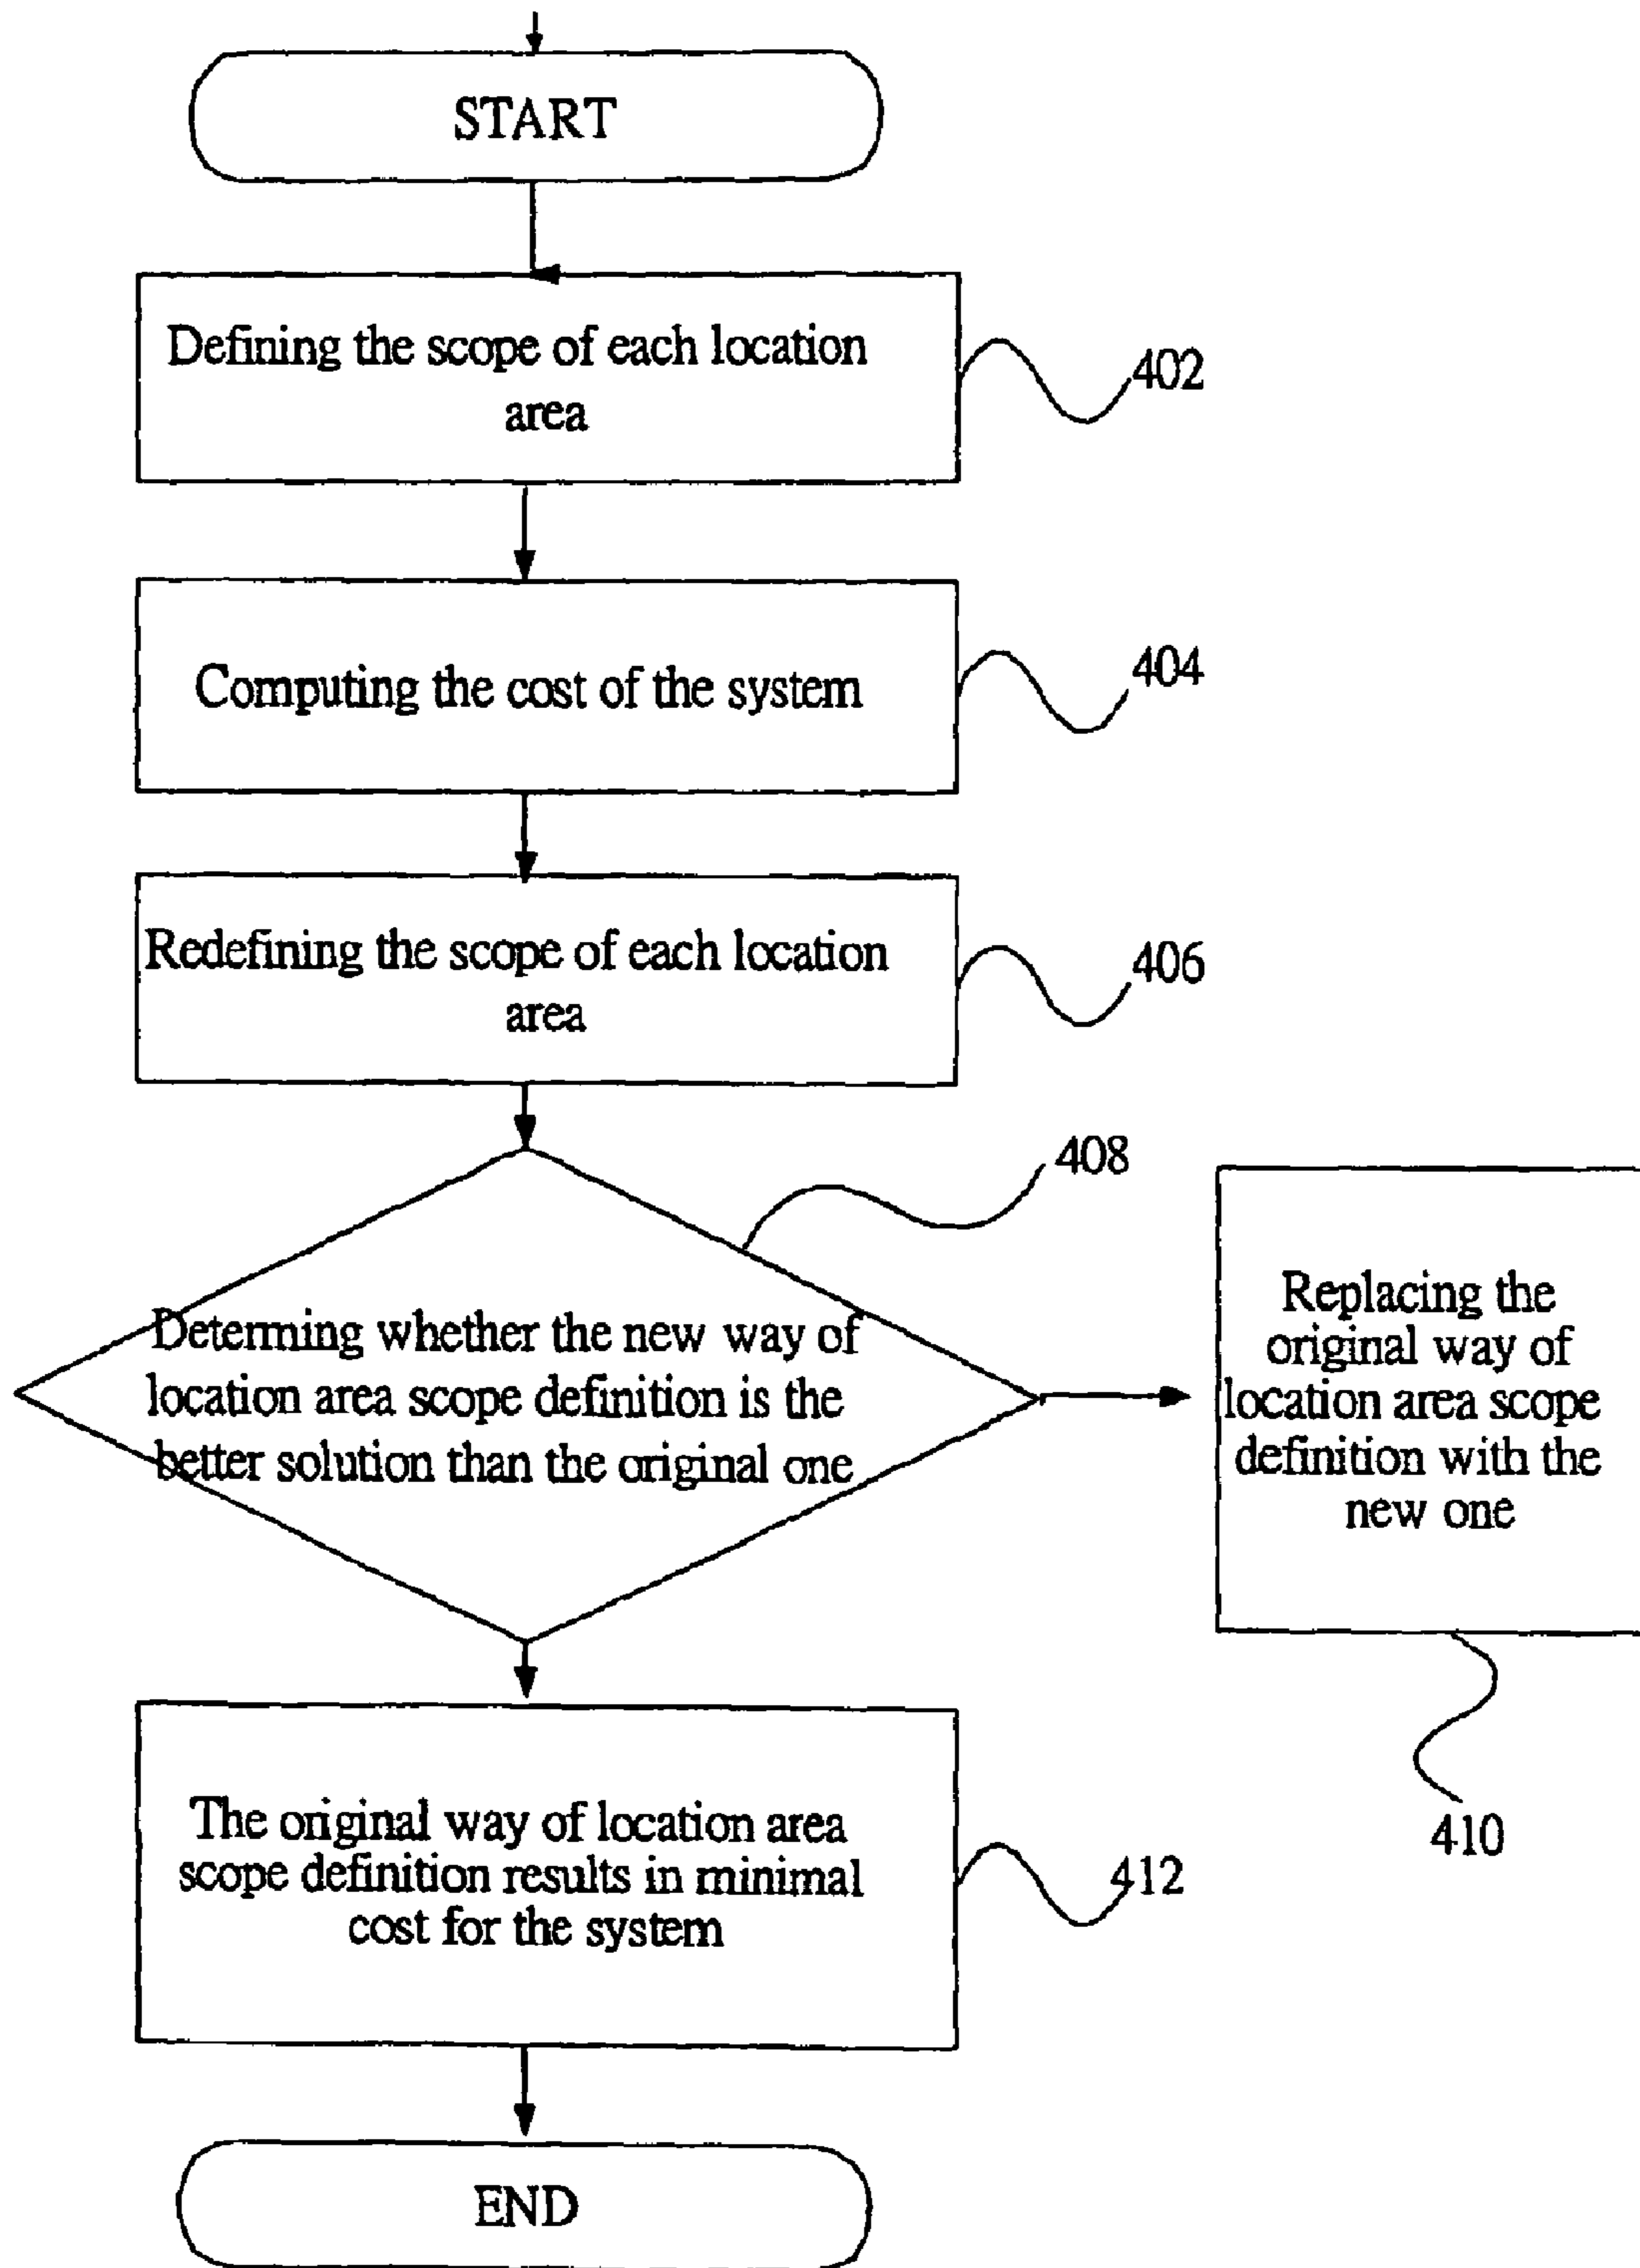 START
Defining the scope of each location
area
402
Computing the cost of the system
404
Redefining the scope of each location
area
406
408
Determing whether the new way of
location area scope definition is the
better solution than the original one
Replacing the
original way of
location area scope
definition with the
new one
410
The original way of location area
scope definition results in minimal
cost for the system
412
END